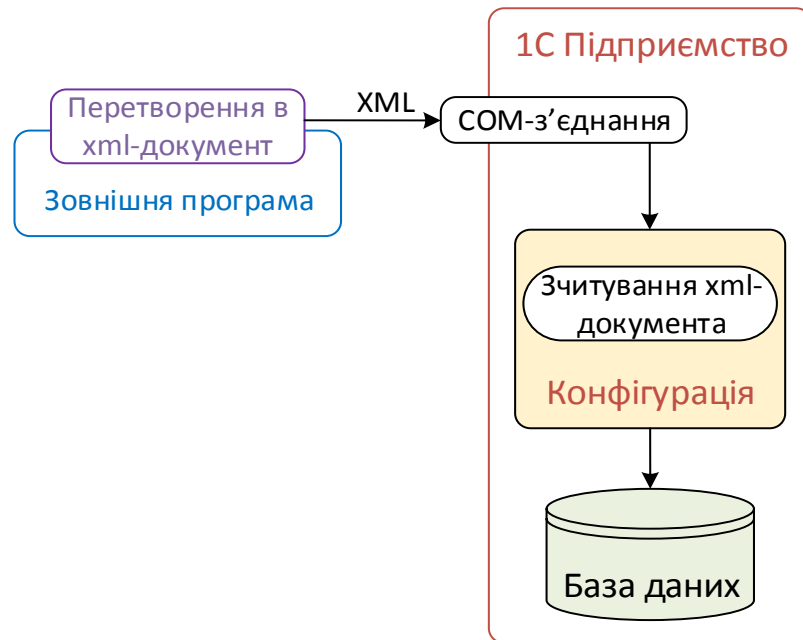 1С Підприємство
Перетворення в
xml-документ
XML
COM-з’єднання
Зовнішня програма
Зчитування xml-
документа
Конфігурація
База даних